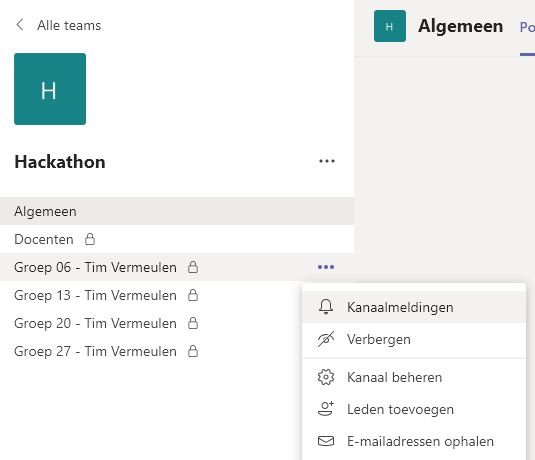 Alle teams
H
Hackathon
Algemeen
Docenten
Groep 06 - Tim Vermeulen
Groep 13 - Tim Vermeulen
Groep 20 - Tim Vermeulen
Groep 27 - Tim Vermeulen
H
Algemeen
Po
Kanaalmeldingen
Verbergen
Kanaal beheren
Leden toevoegen
E-mailadressen ophalen